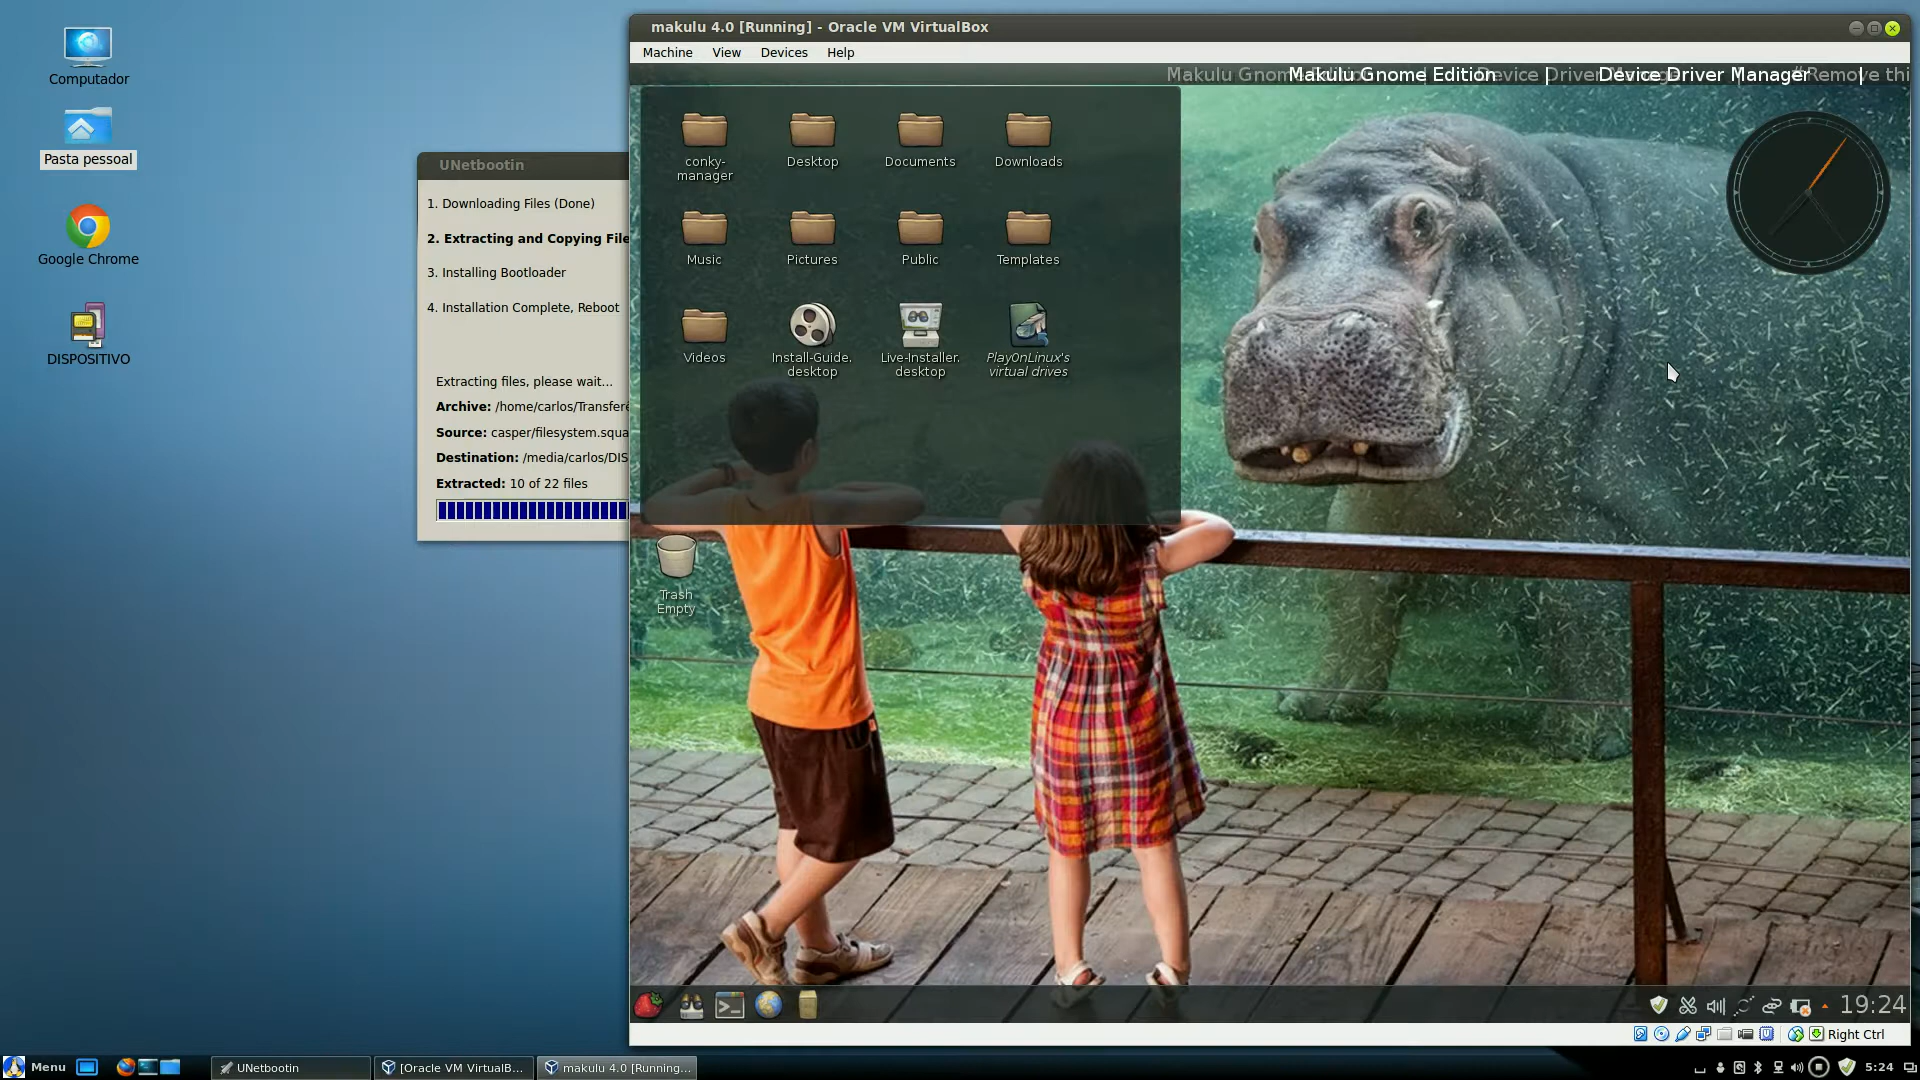 Computador
Pasta pessoal
Google Chrome
DISPOSITIVO
UNetbootin
1. Downloading Files (Done)
2. Extracting and Copying File
3. Installing Bootloader
4. Installation Complete, Reboot
Extracting files, please wait...
Archive: /home/carlos/Transferê
Source: casper/filesystem.squa
Destination: /media/carlos/DIS
Extracted: 10 of 22 files
makulu 4.0 [Running] - Oracle VM VirtualBox
Machine View Devices Help
Makulu Gnome Edition | Device Driver Manager | #Remove thi
conky-
manager
Desktop
Documents
Downloads
Music
Pictures
Public
Templates
Videos
Install-Guide.
desktop
Live-Installer.
desktop
PlayOnLinux's
virtual drives
Trash
Empty
19:24
Right Ctrl
Menu
UNetbootin
[Oracle VM VirtualB...
makulu 4.0 [Running...
5:24